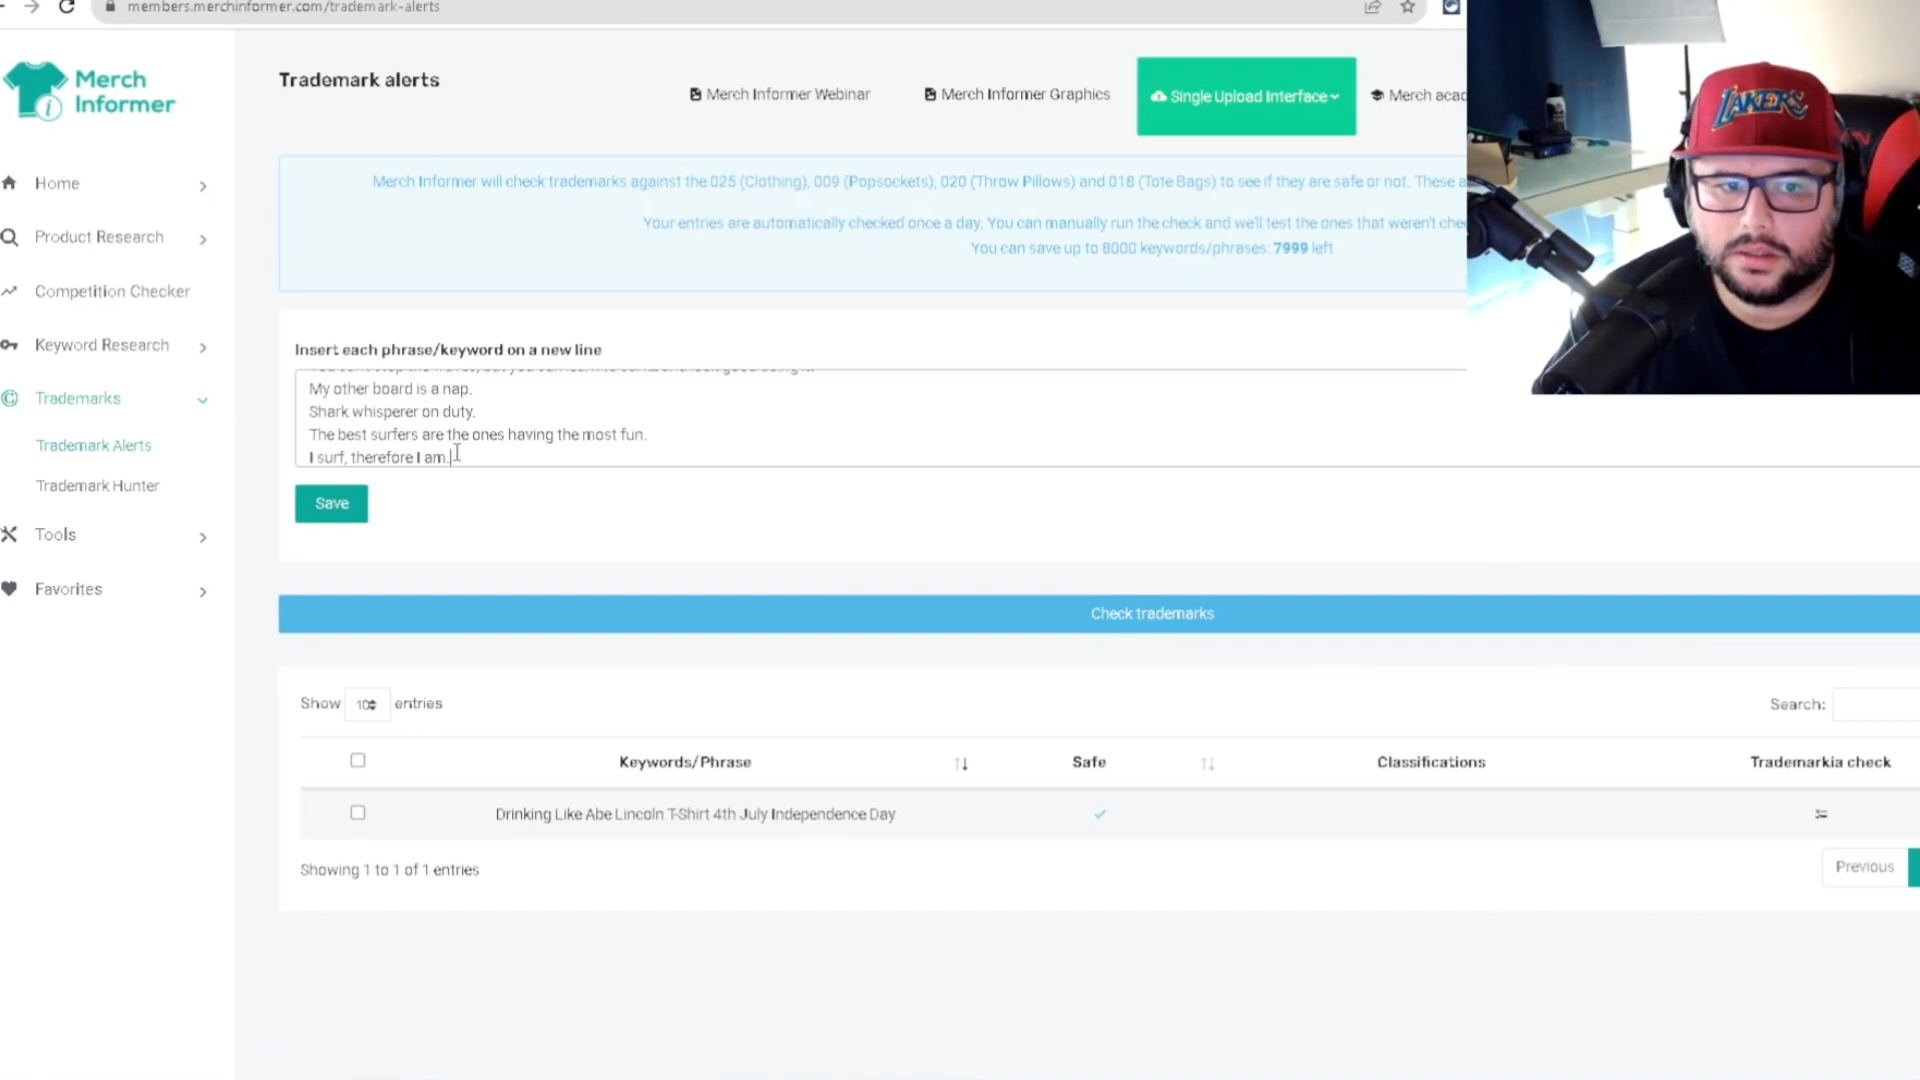 members.merchinformer.com/trademark-alerts
Merch
Informer
Trademark alerts
Merch Informer Webinar
Merch Informer Graphics
Single Upload Interface
Merch acad
Merch Informer will check trademarks against the 025 (Clothing), 009 (Popsockets), 020 (Throw Pillows) and 018 (Tote Bags) to see if they are safe or not. These a
Your entries are automatically checked once a day. You can manually run the check and we'll test the ones that weren't chec
You can save up to 8000 keywords/phrases: 7999 left
LAKERS
Home
Product Research
Competition Checker
Keyword Research
Trademarks
Trademark Alerts
Trademark Hunter
Tools
Favorites
Insert each phrase/keyword on a new line
My other board is a nap.
Shark whisperer on duty.
The best surfers are the ones having the most fun.
I surf, therefore I am.
Save
Check trademarks
Show 10 entries
Search:
Keywords/Phrase
Safe
Classifications
Trademarkia check
Drinking Like Abe Lincoln T-Shirt 4th July Independence Day
Showing 1 to 1 of 1 entries
Previous